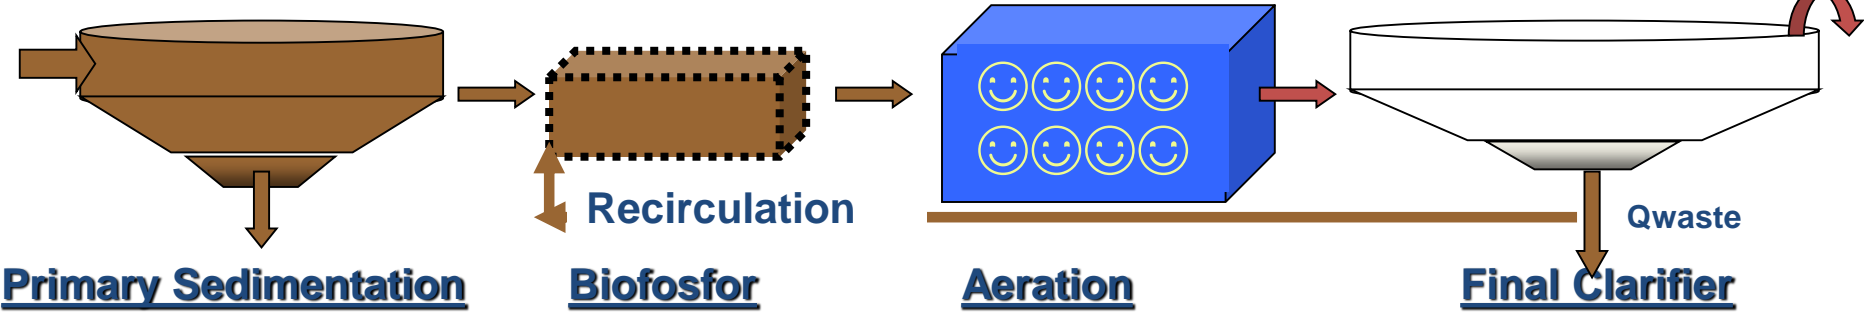 Recirculation
Qwaste
Primary Sedimentation
Biofosfor
Aeration
Final Clarifier